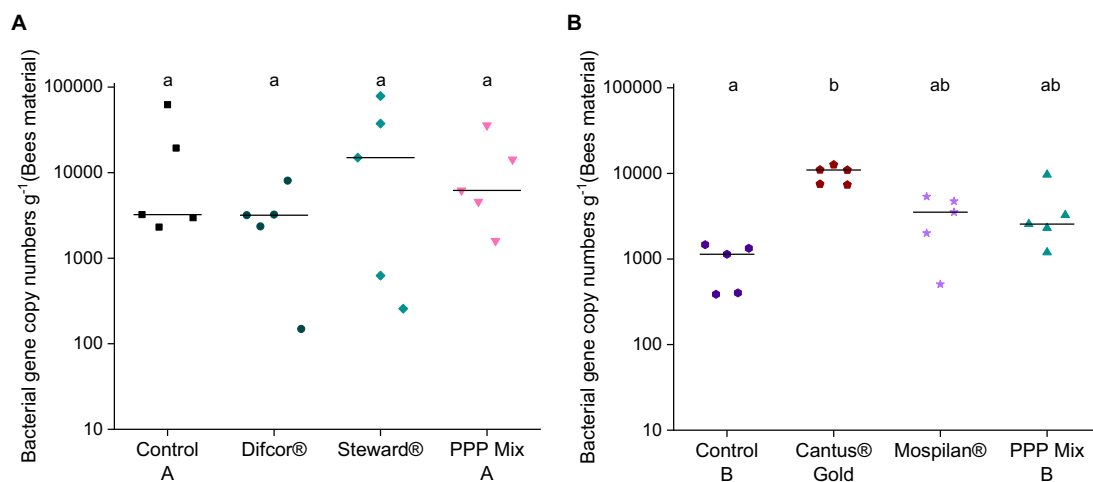 A
Bacterial gene copy numbers g⁻¹(Bees material)
100000
10000
1000
100
10
a a a a
Control Difcor® Steward® PPP Mix
A A
B
Bacterial gene copy numbers g⁻¹(Bees material)
100000
10000
1000
100
10
a b ab ab
Control Cantus® Mospilan® PPP Mix
B Gold B